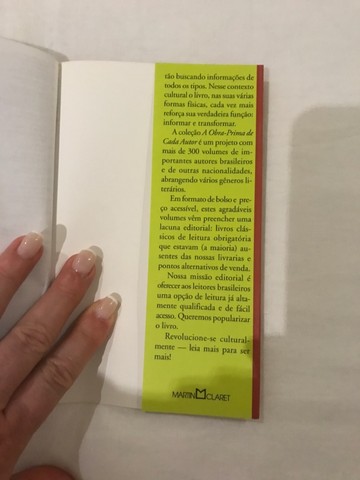 tão buscando informações de
todos os tipos. Nesse contexto
cultural o livro, nas suas várias
formas físicas, cada vez mais
reforça sua verdadeira função:
informar e transformar.
A coleção A Obra-Prima de
Cada Autor é um projeto com
mais de 300 volumes de im-
portantes autores brasileiros
e de outras nacionalidades,
abrangendo vários gêneros li-
terários.
Em formato de bolso e pre-
ço acessível, estes agradáveis
volumes vêm preencher uma
lacuna editorial: livros clás-
sicos de leitura obrigatória
que estavam (a maioria) au-
sentes das nossas livrarias e
pontos alternativos de venda.
Nossa missão editorial é
oferecer aos leitores brasileiros
uma opção de leitura já alta-
mente qualificada e de fácil
acesso. Queremos popularizar
o livro.
Revolucione-se cultural-
mente — leia mais para ser
mais!
MARTIN CLARET